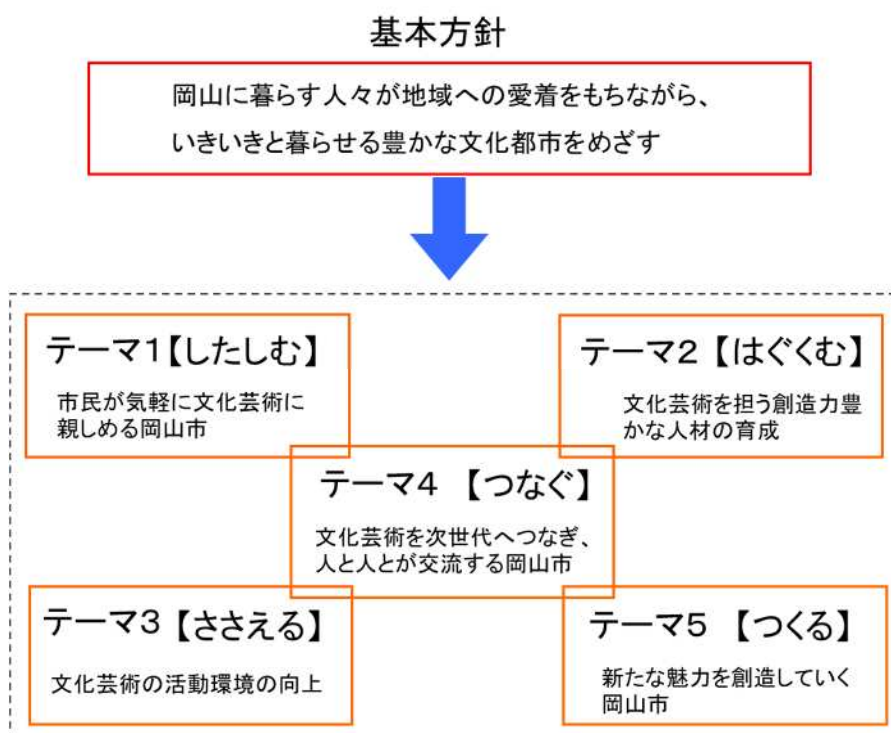 基本方針
岡山に暮らす人々が地域への愛着をもちながら、
いきいきと暮らせる豊かな文化都市をめざす
テーマ1【したしむ】
市民が気軽に文化芸術に
親しめる岡山市
テーマ2【はぐくむ】
文化芸術を担う創造力豊
かな人材の育成
テーマ4 【つなぐ】
文化芸術を次世代へつなぎ、
人と人とが交流する岡山市
テーマ3【ささえる】
文化芸術の活動環境の向上
テーマ5 【つくる】
新たな魅力を創造していく
岡山市